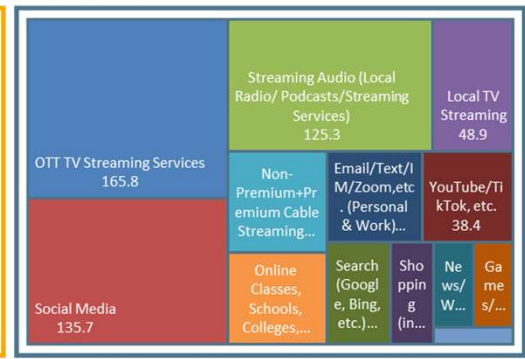 OTT TV Streaming Services
165.8
Social Media
135.7
Streaming Audio (Local
Radio/ Podcasts/Streaming
Services)
125.3
Local TV
Streaming
48.9
Non-
Premium+Pr
emium Cable
Streaming...
Email/Text/I
M/Zoom,etc
. (Personal
& Work)...
YouTube/Ti
kTok, etc.
38.4
Online
Classes,
Schools,
Colleges,...
Search
(Googl
e, Bing,
etc.)...
Sho
ppin
g
(in...
Ne
ws/
W...
Ga
me
s/...